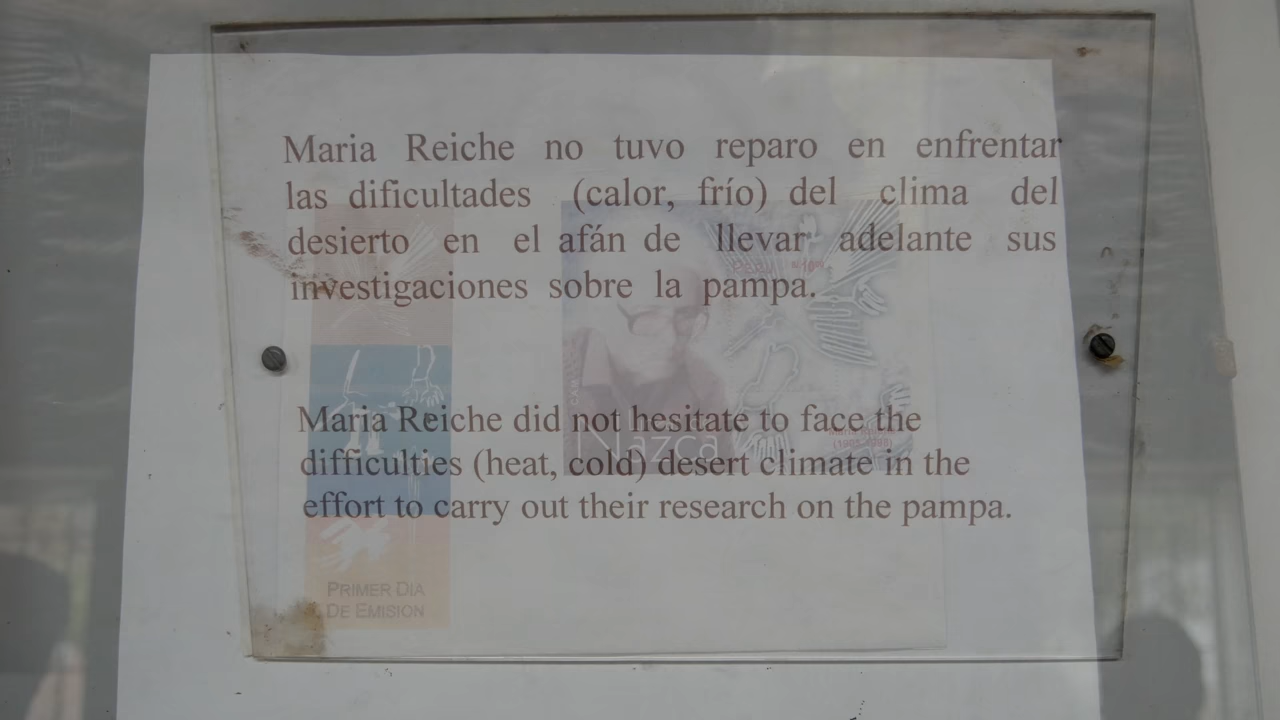 Maria Reiche no tuvo reparo en enfrentar
las dificultades (calor, frío) del clima del
desierto en el afán de llevar adelante sus
investigaciones sobre la pampa.
PERU
Maria Reiche did not hesitate to face the
difficulties (heat, cold) desert climate in the
effort to carry out their research on the pampa.
Nazca
PRIMER DIA
DE EMISION